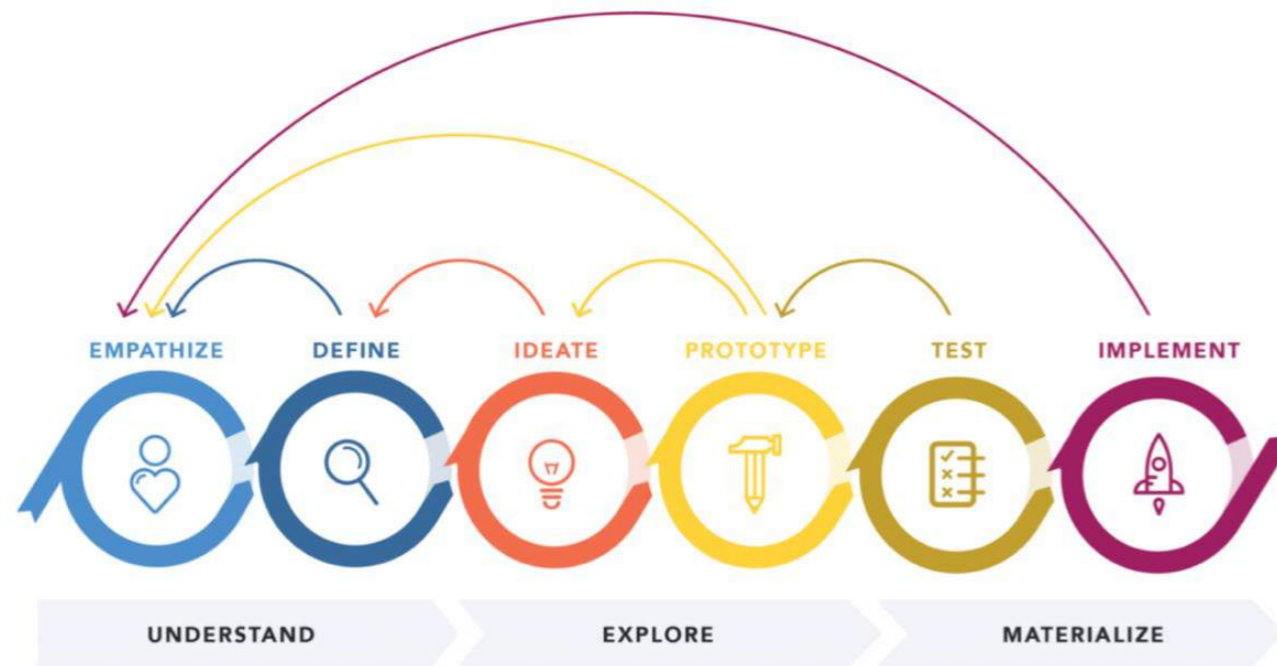 EMPATHIZE
DEFINE
IDEATE
PROTOTYPE
TEST
IMPLEMENT
UNDERSTAND
EXPLORE
MATERIALIZE